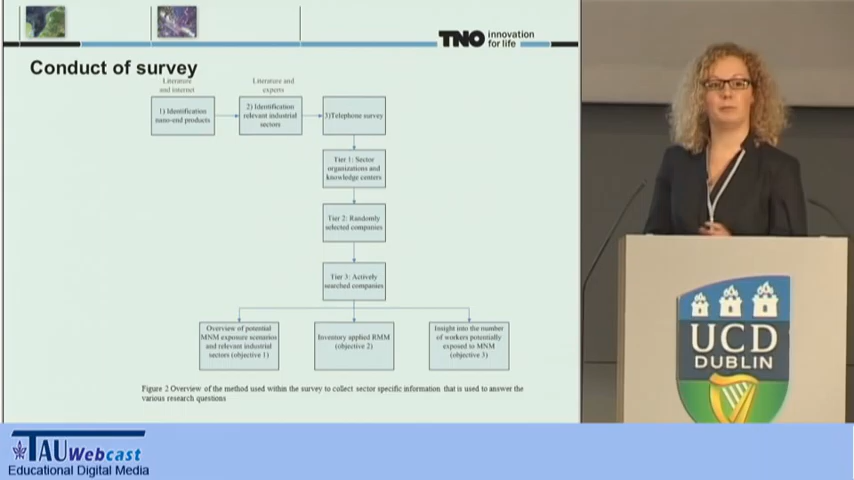 TNO innovation
for life
Conduct of survey
Literature
and internet
Literature and
experts
1) Identification
nano-end products
2) Identification
relevant industrial
sectors
3)Telephone survey
Tier 1: Sector
organizations and
knowledge centers
Tier 2: Randomly
selected companies
Tier 3: Actively
searched companies
Overview of potential
MNM exposure scenarios
and relevant industrial
sectors (objective 1)
Inventory applied RMM
(objective 2)
Insight into the number
of workers potentially
exposed to MNM
(objective 3)
Figure 2 Overview of the method used within the survey to collect sector specific information that is used to answer the
various research questions
UCD
DUBLIN
TAU Webcast
Educational Digital Media